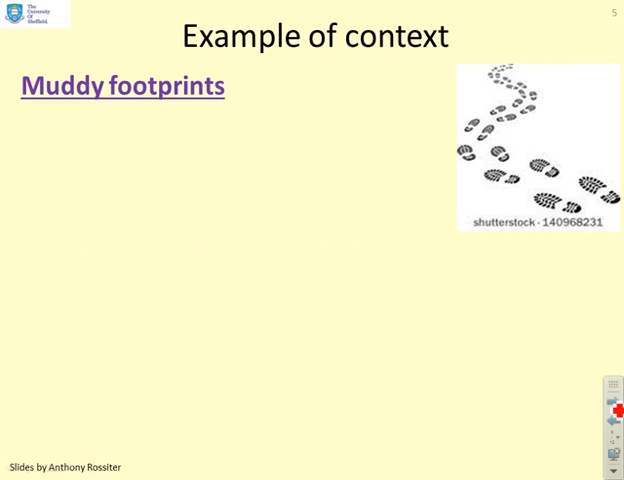 The
University
Of
Sheffield.
5
Example of context
Muddy footprints
shutterstock · 140968231
Slides by Anthony Rossiter